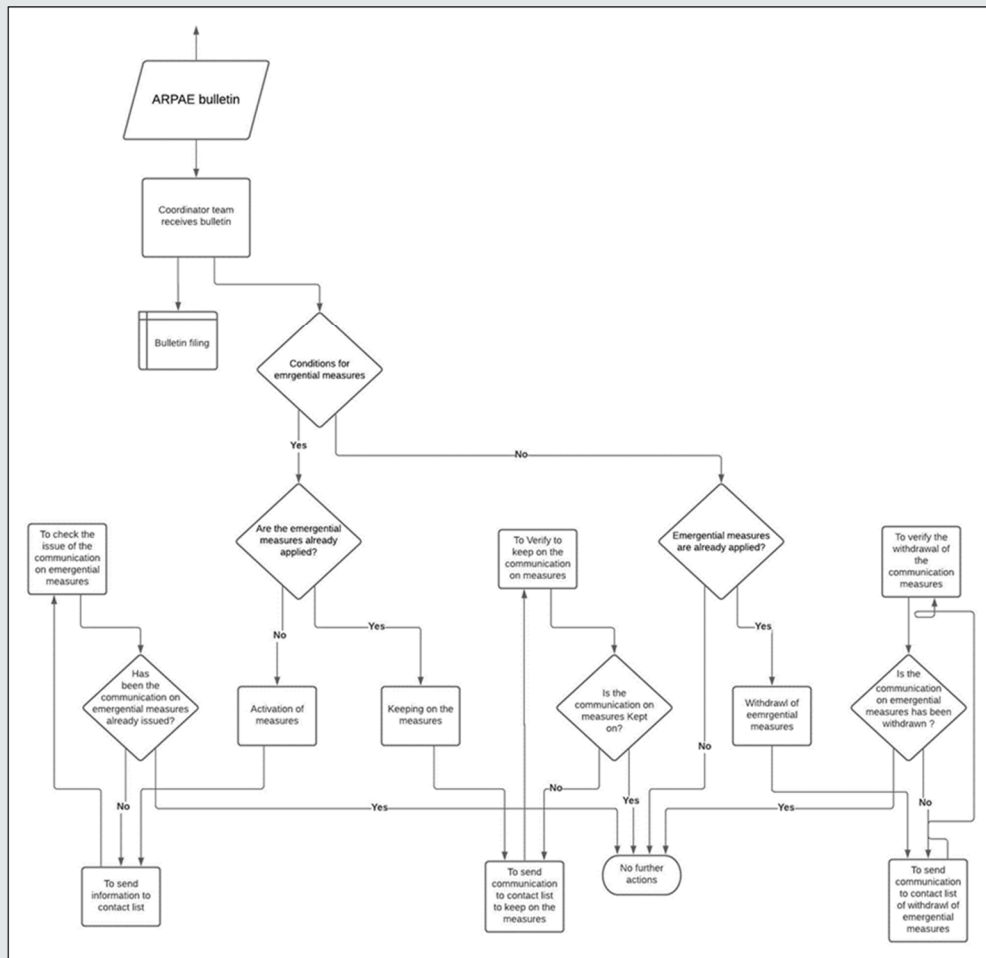 ARPAE bulletin
Coordinator team
receives bulletin
Bulletin filing
Conditions for
emrgential measures
Yes
No
Are the emergential
measures already
applied?
Emergential measures
are already applied?
To check the
issue of the
communication
on emergential
measures
To Verify to
keep on the
communication
on measures
To verify the
withdrawal of
the
communication
measures
No
Yes
Yes
Has
been the
communication on
emergential measures
already issued?
Activation of
measures
Keeping on the
measures
Is the
communication on
measures Kept
on?
Withdrawl of
eemrgential
measures
Is the
communication
on emergential
measures has been
withdrawn ?
No
No
Yes
No
Yes
Yes
No
To send
information to
contact list
To send
communication
to contact list
to keep on the
measures
No further
actions
To send
communication
to contact list
of withdrawl of
emergential
measures